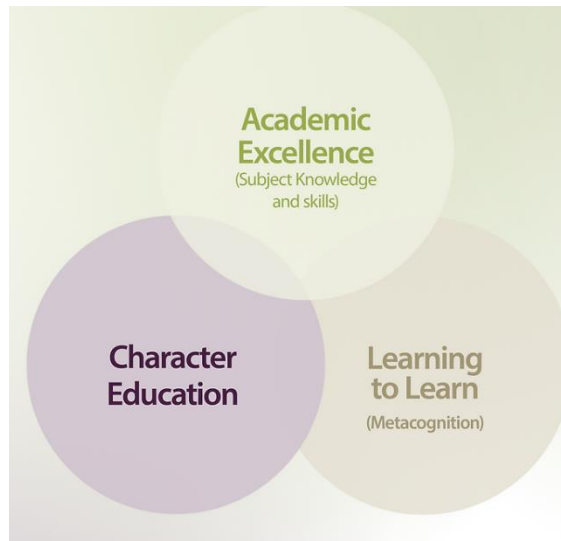 Academic
Excellence
(Subject Knowledge
and skills)
Character
Education
Learning
to Learn
(Metacognition)